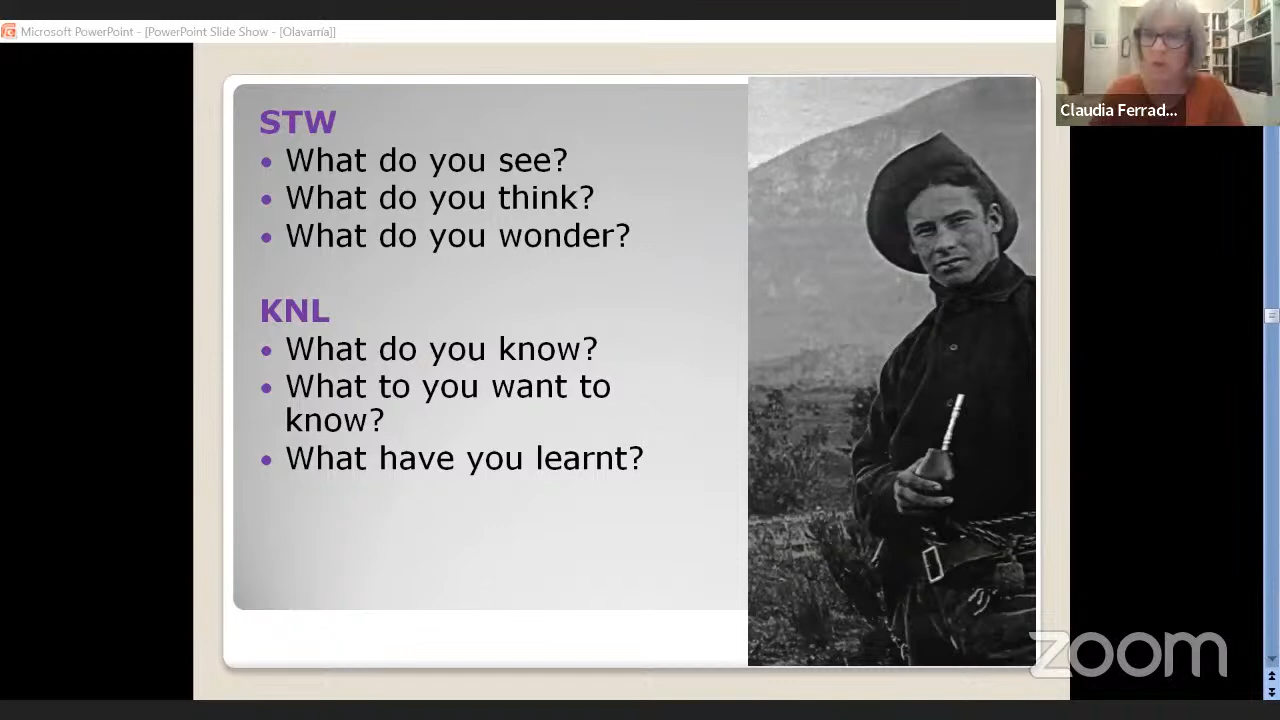 Microsoft PowerPoint - [PowerPoint Slide Show - [Olavarría]]
Claudia Ferrad...
STW
• What do you see?
• What do you think?
• What do you wonder?
KNL
• What do you know?
• What to you want to
know?
• What have you learnt?
zoom